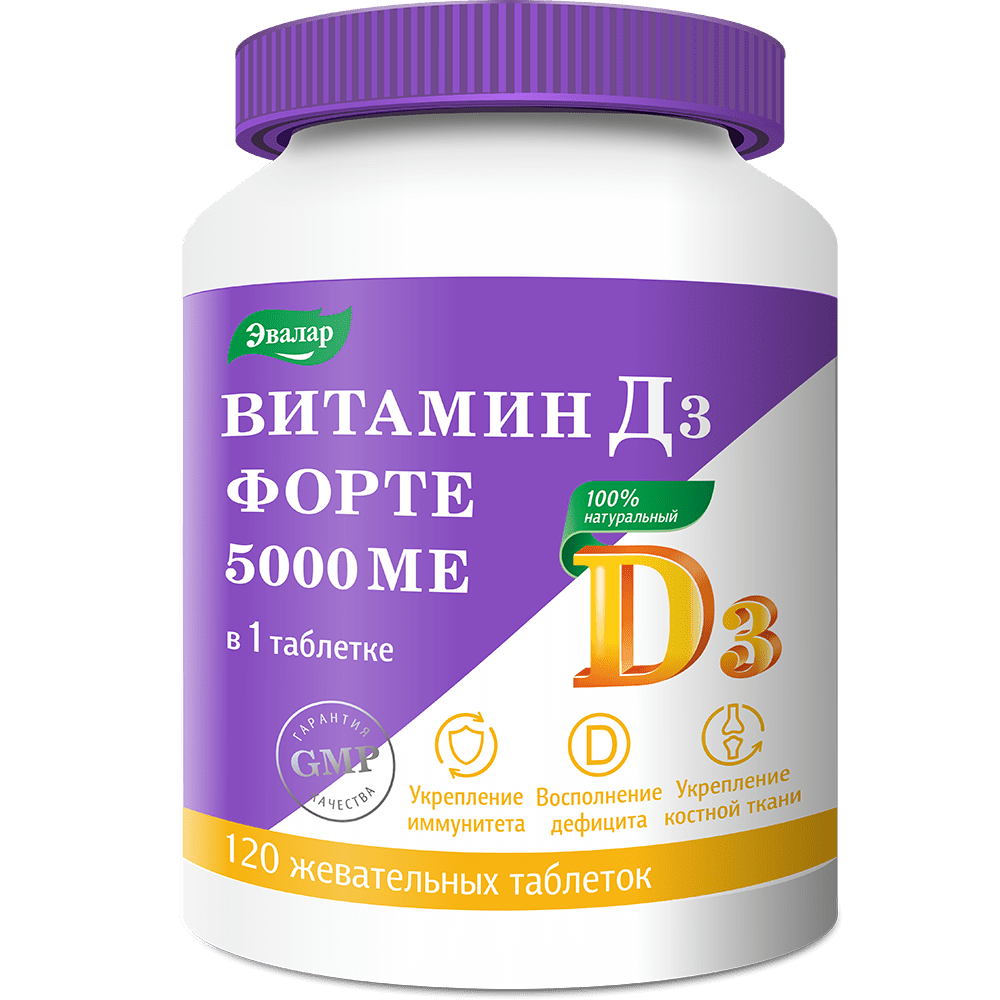 Эвалар
ВИТАМИН Д3
ФОРТЕ
5000 МЕ
в 1 таблетке
100%
натуральный
D3
ГАРАНТИЯ
GMP
КАЧЕСТВА
D
Укрепление
иммунитета
Восполнение
дефицита
Укрепление
костной ткани
120 жевательных таблеток